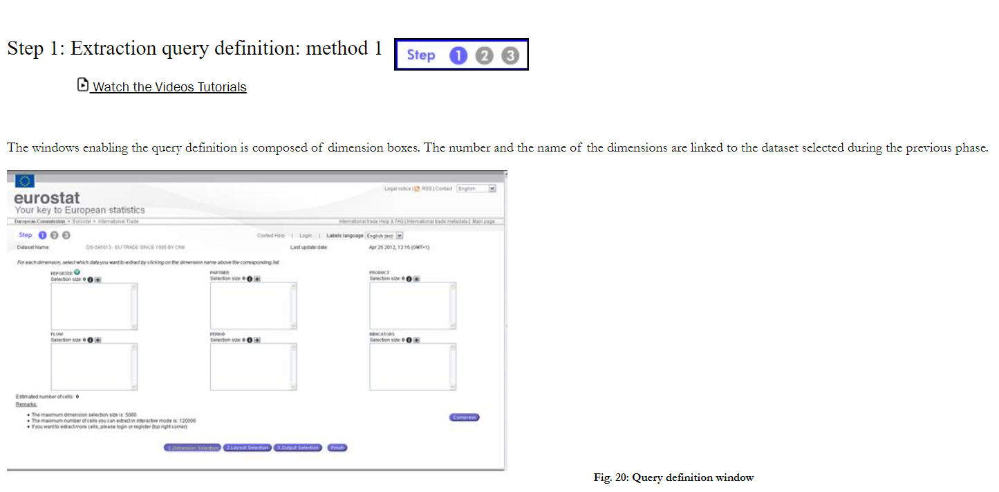 Step 1: Extraction query definition: method 1
Step 1 2 3
Watch the Videos Tutorials
The windows enabling the query definition is composed of dimension boxes. The number and the name of the dimensions are linked to the dataset selected during the previous phase.
Legal notice | RSS | Contact English
eurostat
Your key to European statistics
European Commission > Eurostat > International Trade International trade Help & FAQ | International trade metadata | Main page
Step 1 2 3 Context Help | Login | Labels language English (en)
Dataset Name: DS-045513 - EU TRADE SINCE 1995 BY CN8 Last update date: Apr 25 2012, 12:15 (GMT+1)
For each dimension, select which data you want to extract by clicking on the dimension name above the corresponding list
REPORTER PARTNER PRODUCT
Selection size: 0 Selection size: 0 Selection size: 0
FLOW PERIOD INDICATORS
Selection size: 0 Selection size: 0 Selection size: 0
Estimated number of cells: 0
Remarks:
• The maximum dimension selection size is: 5000
• The maximum number of cells you can extract in interactive mode is: 120000
• If you want to extract more cells, please login or register (top right corner)
Compress
1.Dimension Selection 2.Layout Selection 3.Output Selection Finish
Fig. 20: Query definition window